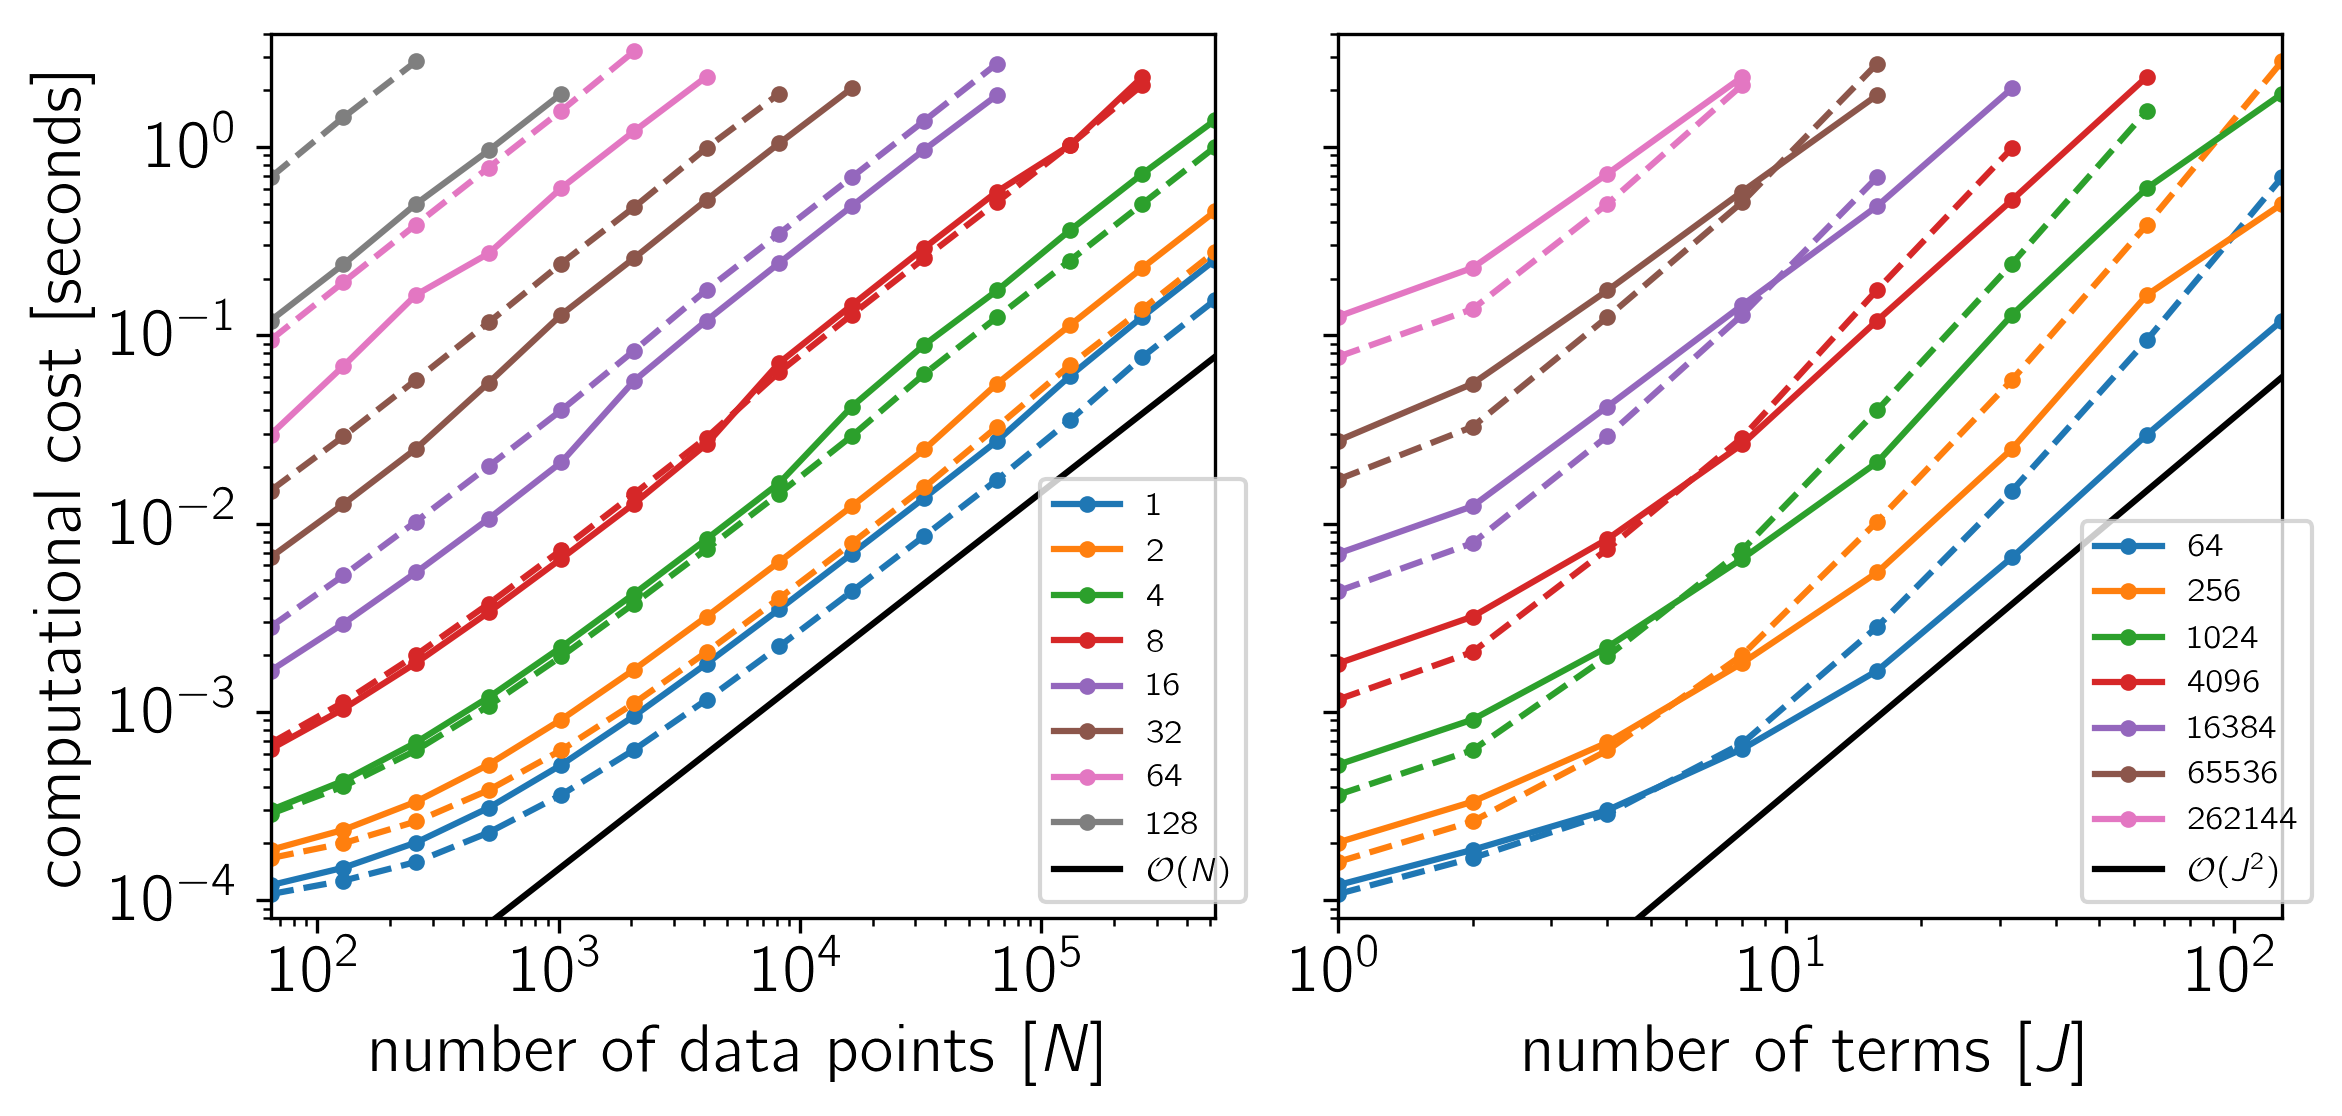 computational cost [seconds]
10^0
10^-1
10^-2
10^-3
10^-4
10^2 10^3 10^4 10^5
number of data points [N]
1
2
4
8
16
32
64
128
O(N)
10^0 10^1 10^2
number of terms [J]
64
256
1024
4096
16384
65536
262144
O(J^2)